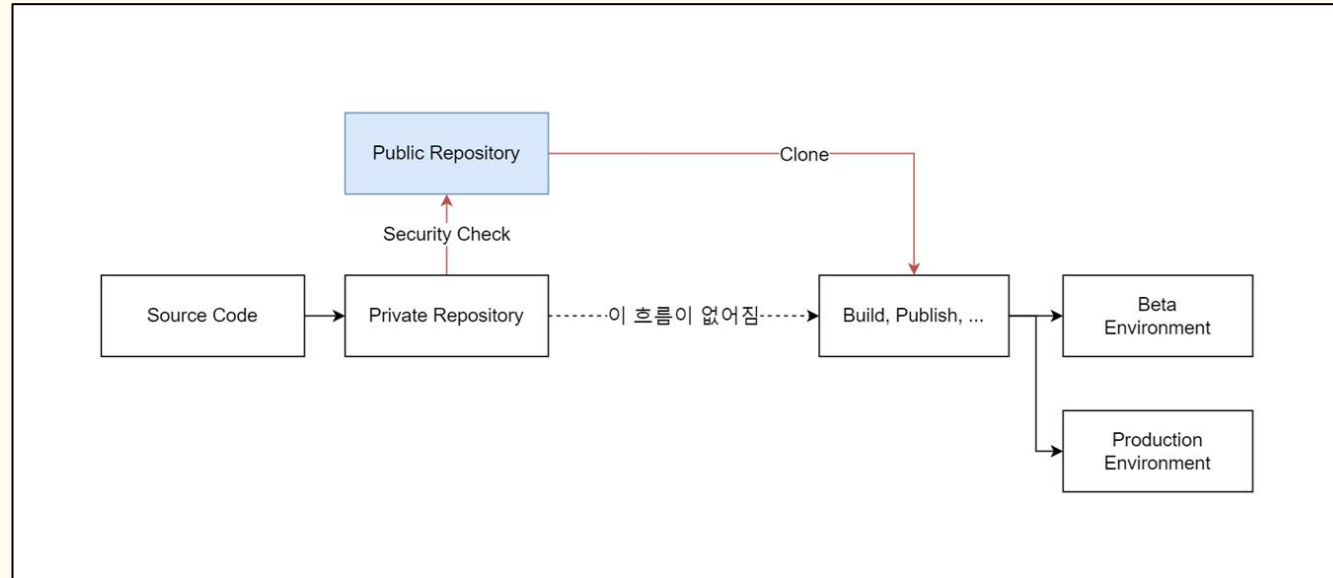 Public Repository
Clone
Security Check
Source Code
Private Repository
이 흐름이 없어짐
Build, Publish, ...
Beta
Environment
Production
Environment